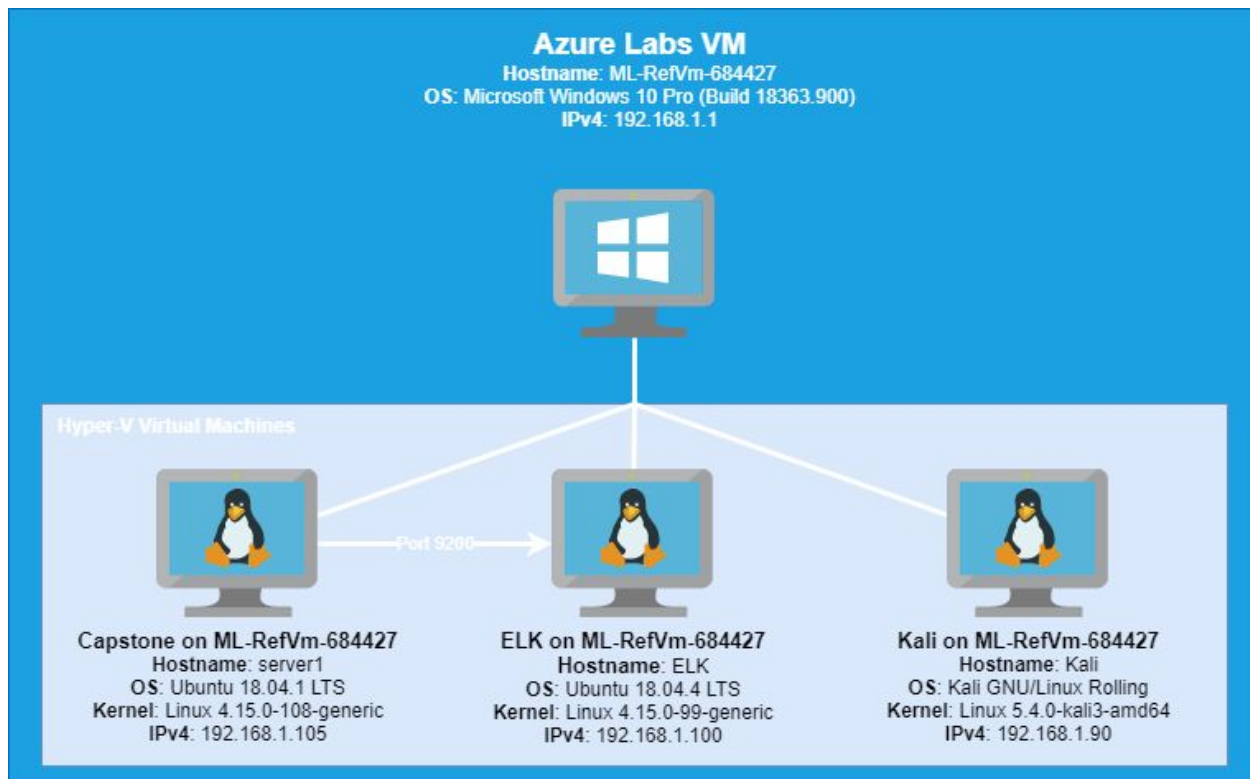 Azure Labs VM
Hostname: ML-RefVm-684427
OS: Microsoft Windows 10 Pro (Build 18363.900)
IPv4: 192.168.1.1
Hyper-V Virtual Machines
Port 9200
Capstone on ML-RefVm-684427
Hostname: server1
OS: Ubuntu 18.04.1 LTS
Kernel: Linux 4.15.0-108-generic
IPv4: 192.168.1.105
ELK on ML-RefVm-684427
Hostname: ELK
OS: Ubuntu 18.04.4 LTS
Kernel: Linux 4.15.0-99-generic
IPv4: 192.168.1.100
Kali on ML-RefVm-684427
Hostname: Kali
OS: Kali GNU/Linux Rolling
Kernel: Linux 5.4.0-kali3-amd64
IPv4: 192.168.1.90